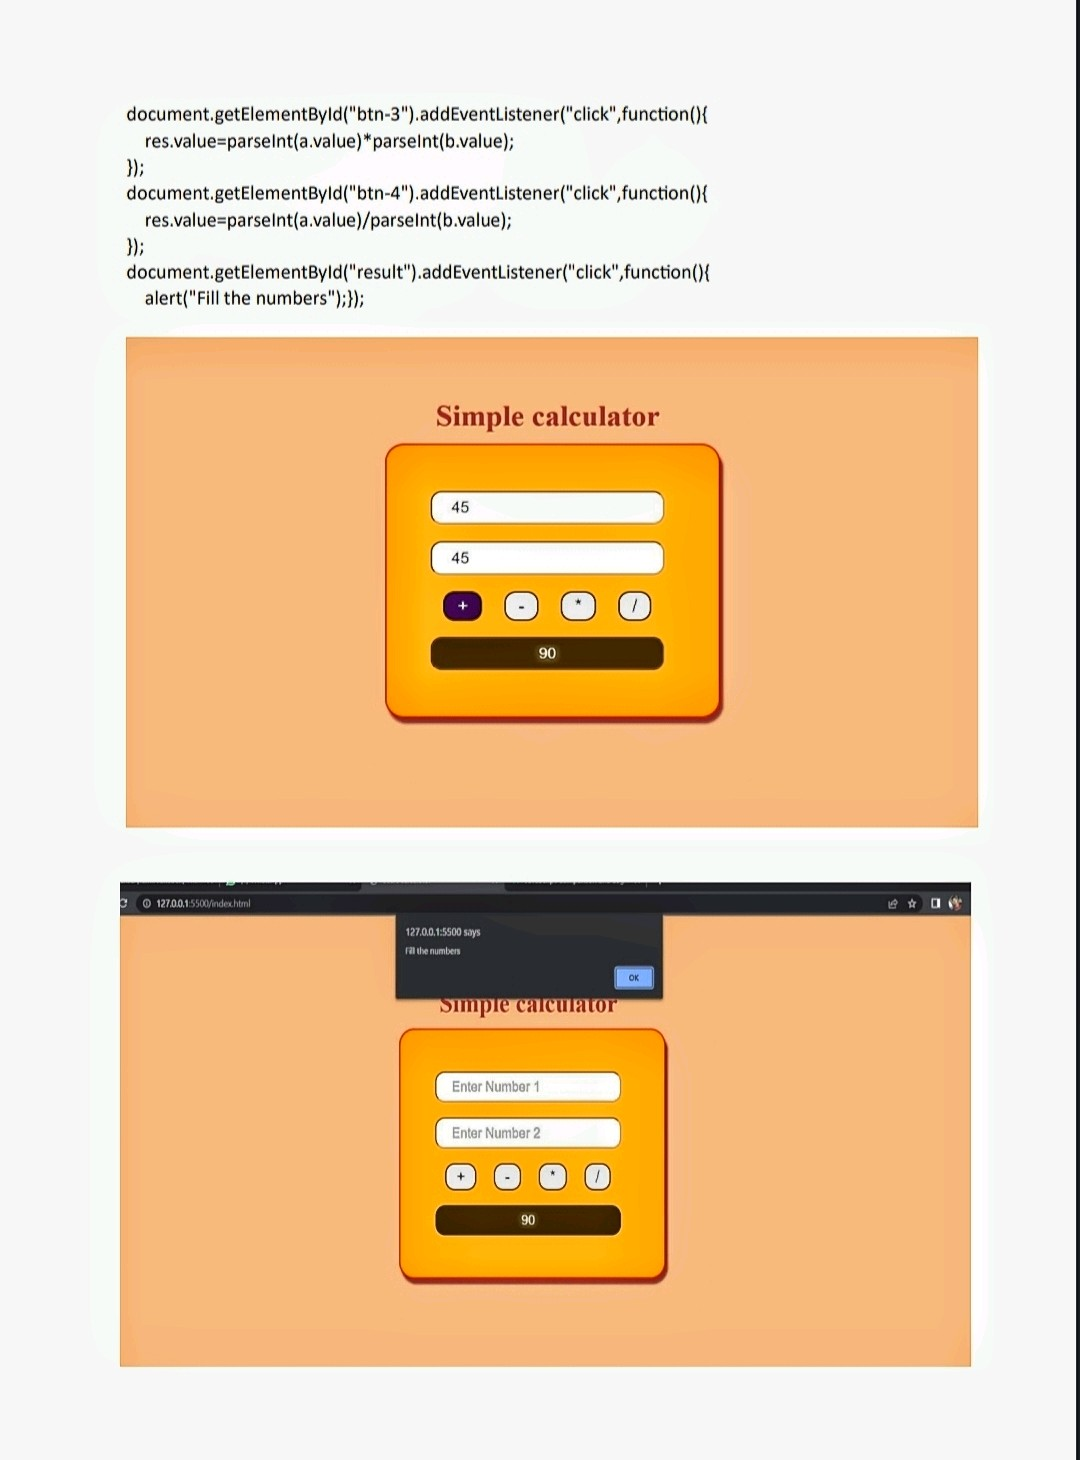 document.getElementById("btn-3").addEventListener("click",function(){
res.value=parseInt(a.value)*parseInt(b.value);
});
document.getElementById("btn-4").addEventListener("click",function(){
res.value=parseInt(a.value)/parseInt(b.value);
});
document.getElementById("result").addEventListener("click",function(){
alert("Fill the numbers");});
Simple calculator
45
45
+ - * /
90
127.0.0.1:5500/index.html
127.0.0.1:5500 says
Fill the numbers
OK
Simple calculator
Enter Number 1
Enter Number 2
+ - * /
90